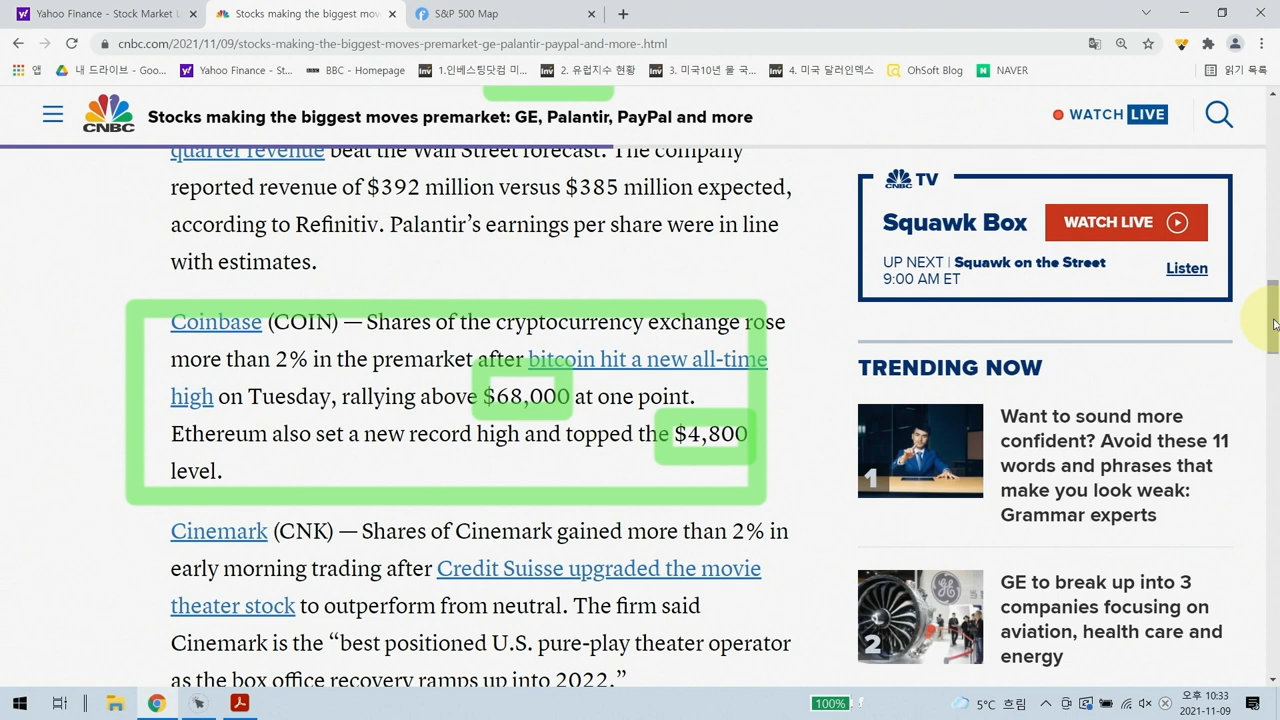 Yahoo Finance - Stock Market L
Stocks making the biggest mov
S&P 500 Map
cnbc.com/2021/11/09/stocks-making-the-biggest-moves-premarket-ge-palantir-paypal-and-more-.html
앱
내 드라이브 - Goo...
Yahoo Finance - St...
BBC - Homepage
1.인베스팅닷컴 미...
2. 유럽지수 현황
3. 미국10년 물 국...
4. 미국 달러인덱스
OhSoft Blog
NAVER
읽기 목록
CNBC
Stocks making the biggest moves premarket: GE, Palantir, PayPal and more
WATCH LIVE
quarter revenue beat the Wall Street forecast. The company
reported revenue of $392 million versus $385 million expected,
according to Refinitiv. Palantir's earnings per share were in line
with estimates.
Coinbase (COIN) — Shares of the cryptocurrency exchange rose
more than 2% in the premarket after bitcoin hit a new all-time
high on Tuesday, rallying above $68,000 at one point.
Ethereum also set a new record high and topped the $4,800
level.
Cinemark (CNK) — Shares of Cinemark gained more than 2% in
early morning trading after Credit Suisse upgraded the movie
theater stock to outperform from neutral. The firm said
Cinemark is the “best positioned U.S. pure-play theater operator
as the box office recovery ramps up into 2022.”
CNBC TV
Squawk Box
WATCH LIVE
UP NEXT | Squawk on the Street
9:00 AM ET
Listen
TRENDING NOW
1
Want to sound more
confident? Avoid these 11
words and phrases that
make you look weak:
Grammar experts
2
GE to break up into 3
companies focusing on
aviation, health care and
energy
100%
5°C 흐림
오후 10:33
2021-11-09